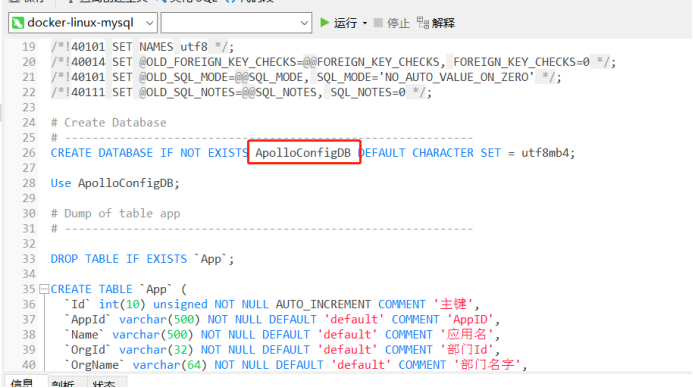 docker-linux-mysql 运行 停止 解释
19 /*!40101 SET NAMES utf8 */;
20 /*!40014 SET @OLD_FOREIGN_KEY_CHECKS=@@FOREIGN_KEY_CHECKS, FOREIGN_KEY_CHECKS=0 */;
21 /*!40101 SET @OLD_SQL_MODE=@@SQL_MODE, SQL_MODE='NO_AUTO_VALUE_ON_ZERO' */;
22 /*!40111 SET @OLD_SQL_NOTES=@@SQL_NOTES, SQL_NOTES=0 */;
23
24 # Create Database
25 # ------------------------------------------------------------
26 CREATE DATABASE IF NOT EXISTS ApolloConfigDB DEFAULT CHARACTER SET = utf8mb4;
27
28 Use ApolloConfigDB;
29
30 # Dump of table app
31 # ------------------------------------------------------------
32
33 DROP TABLE IF EXISTS `App`;
34
35 CREATE TABLE `App` (
36 `Id` int(10) unsigned NOT NULL AUTO_INCREMENT COMMENT '主键',
37 `AppId` varchar(500) NOT NULL DEFAULT 'default' COMMENT 'AppID',
38 `Name` varchar(500) NOT NULL DEFAULT 'default' COMMENT '应用名',
39 `OrgId` varchar(32) NOT NULL DEFAULT 'default' COMMENT '部门Id',
40 `OrgName` varchar(64) NOT NULL DEFAULT 'default' COMMENT '部门名字',
信息 剖析 状态